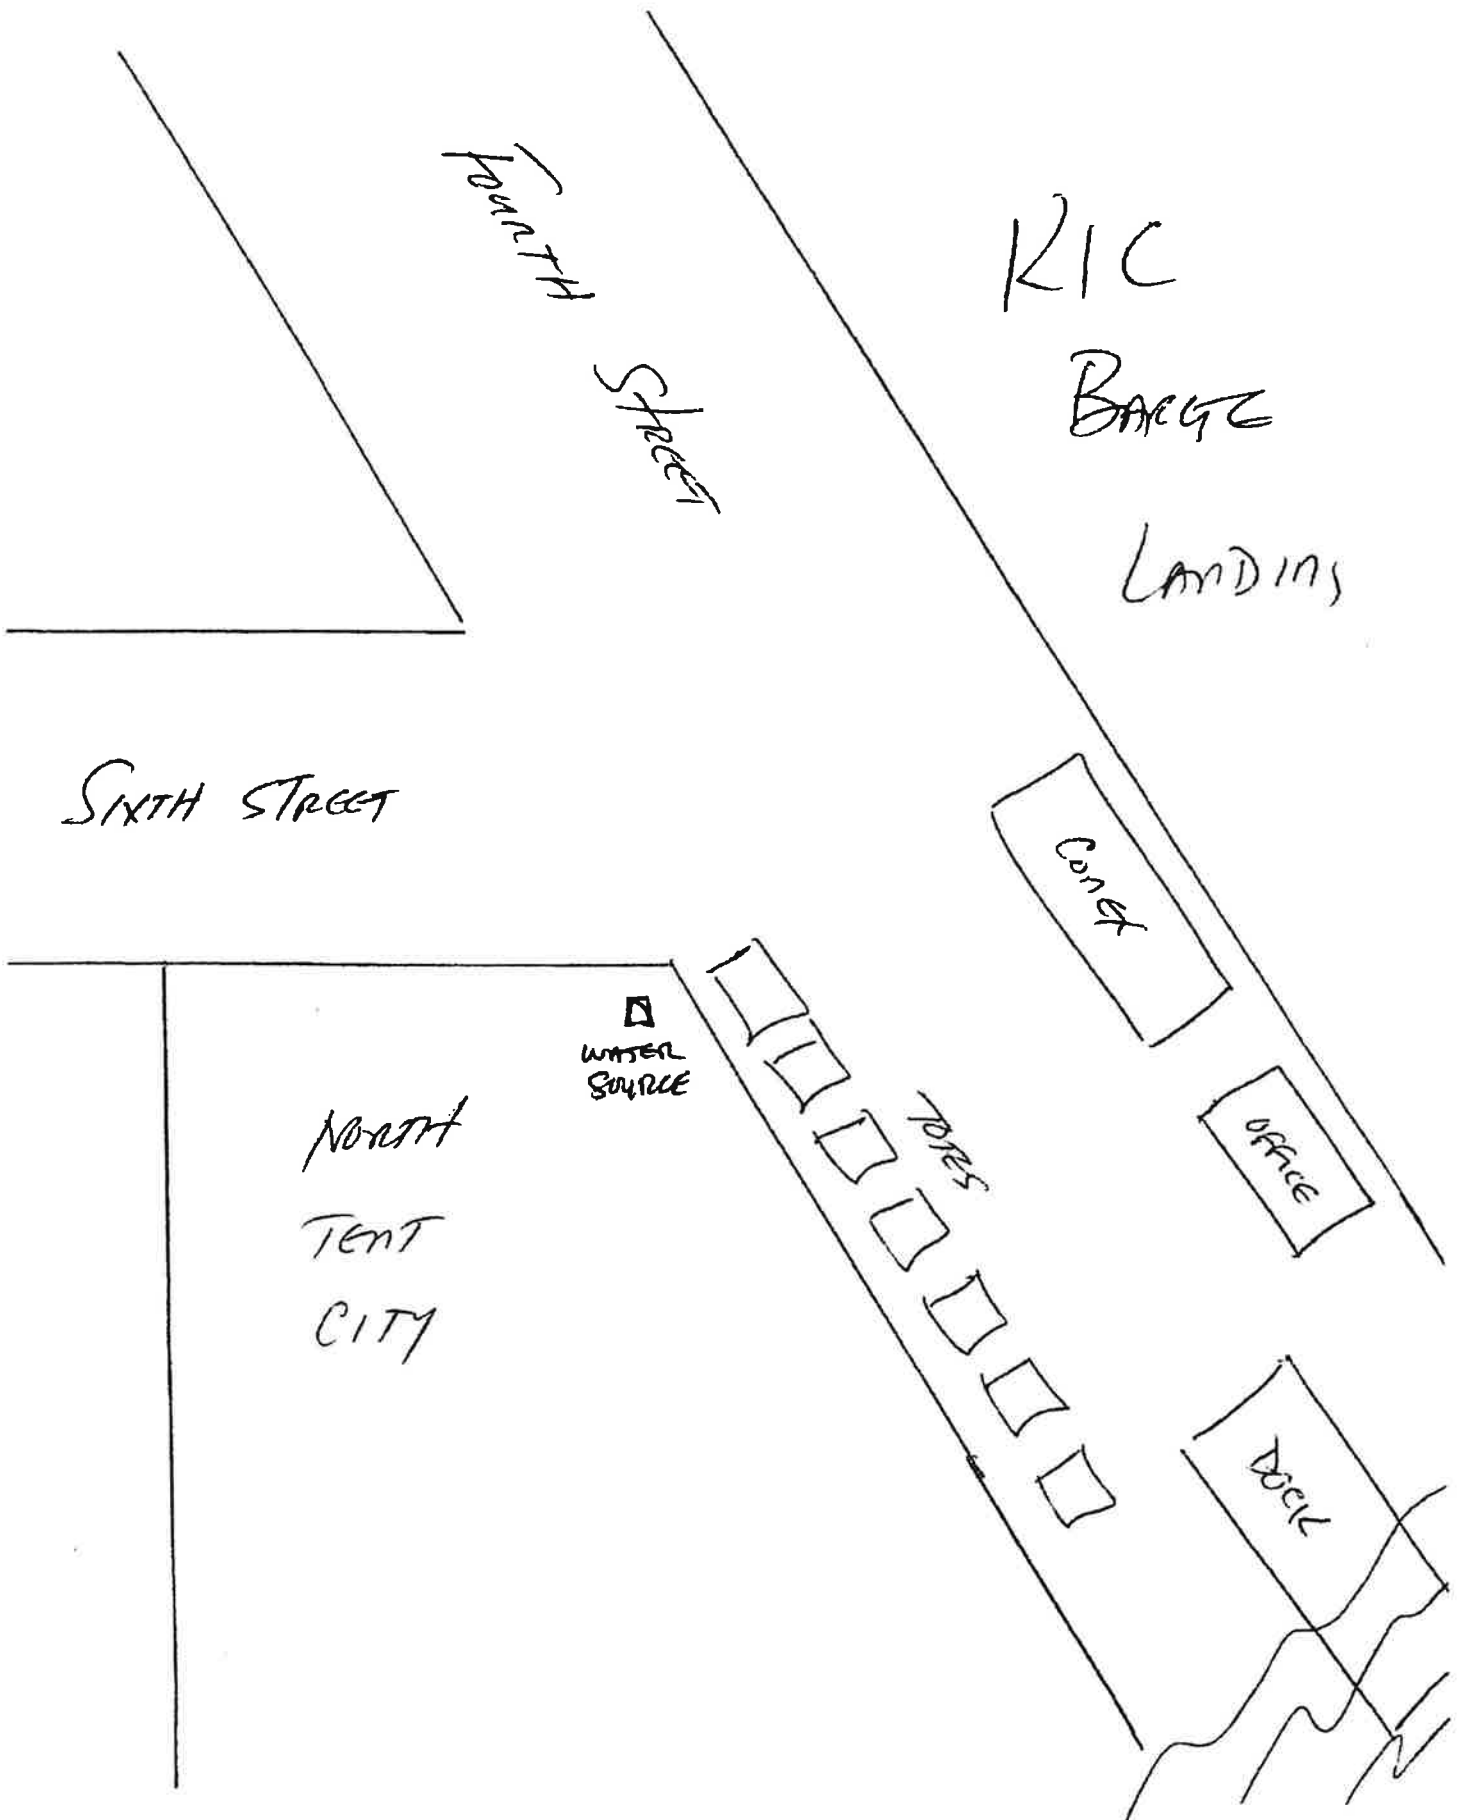 FOURTH
STREET
KIC
BARGE
LANDING
SIXTH STREET
CONEX
WATER
SOURCE
TOTES
OFFICE
NORTH
TENT
CITY
DOCK